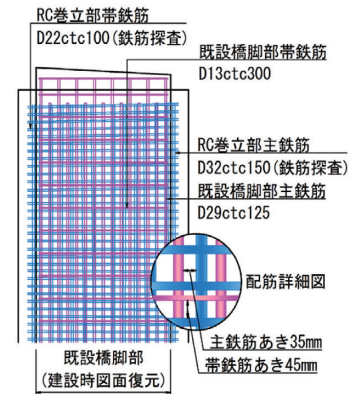 RC巻立部帯鉄筋
D22ctc100(鉄筋探査)
既設橋脚部帯鉄筋
D13ctc300
RC巻立部主鉄筋
D32ctc150(鉄筋探査)
既設橋脚部主鉄筋
D29ctc125
配筋詳細図
主鉄筋あき35mm
帯鉄筋あき45mm
既設橋脚部
(建設時図面復元)